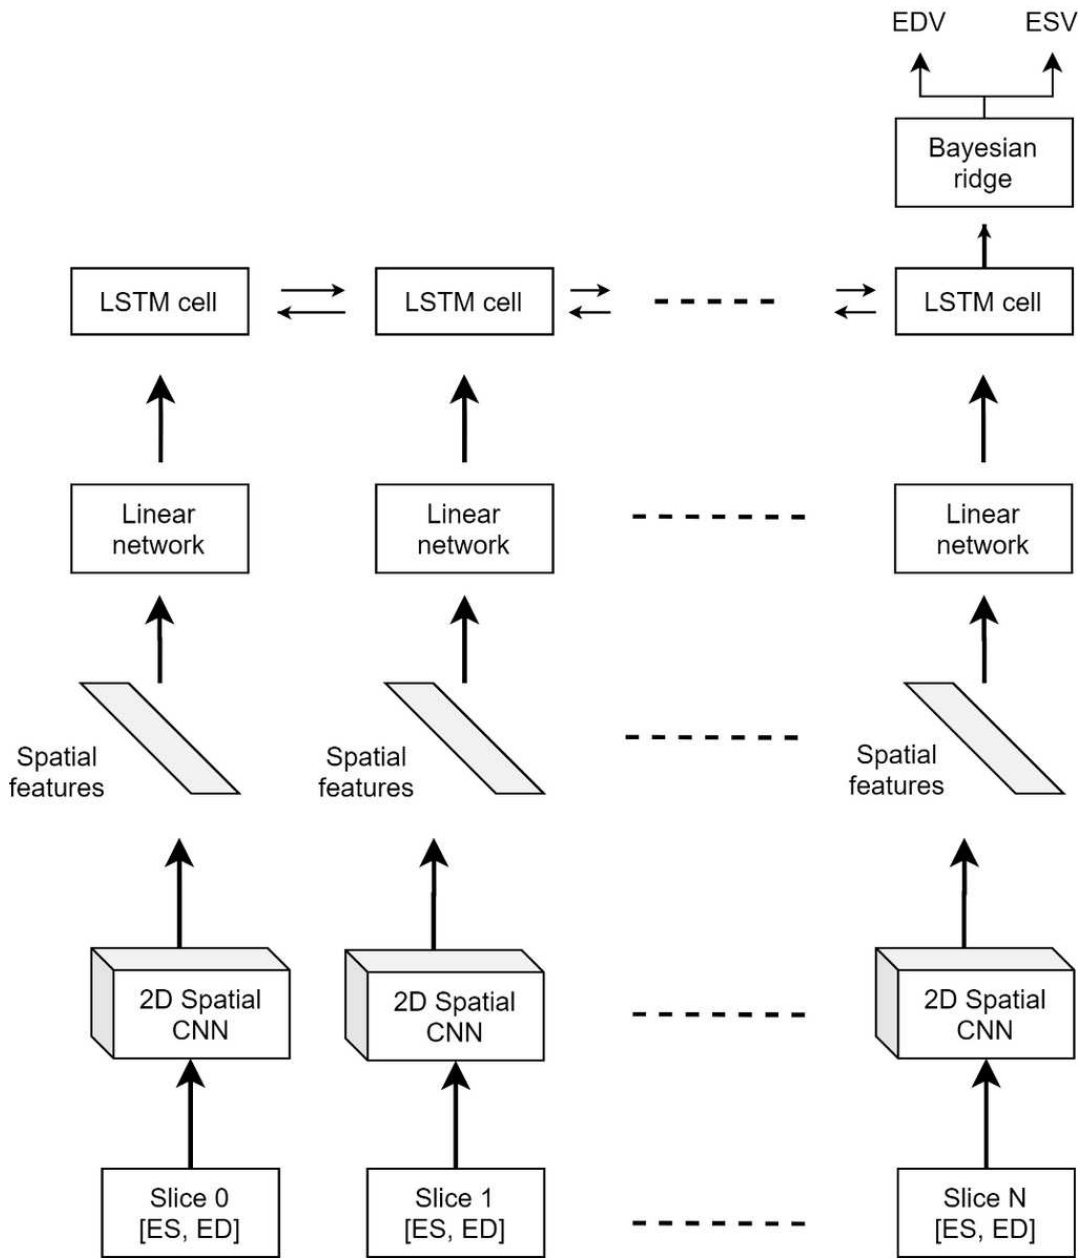 EDV
ESV
Bayesian
ridge
LSTM cell
LSTM cell
LSTM cell
Linear
network
Linear
network
Linear
network
Spatial
features
Spatial
features
Spatial
features
2D Spatial
CNN
2D Spatial
CNN
2D Spatial
CNN
Slice 0
[ES, ED]
Slice 1
[ES, ED]
Slice N
[ES, ED]